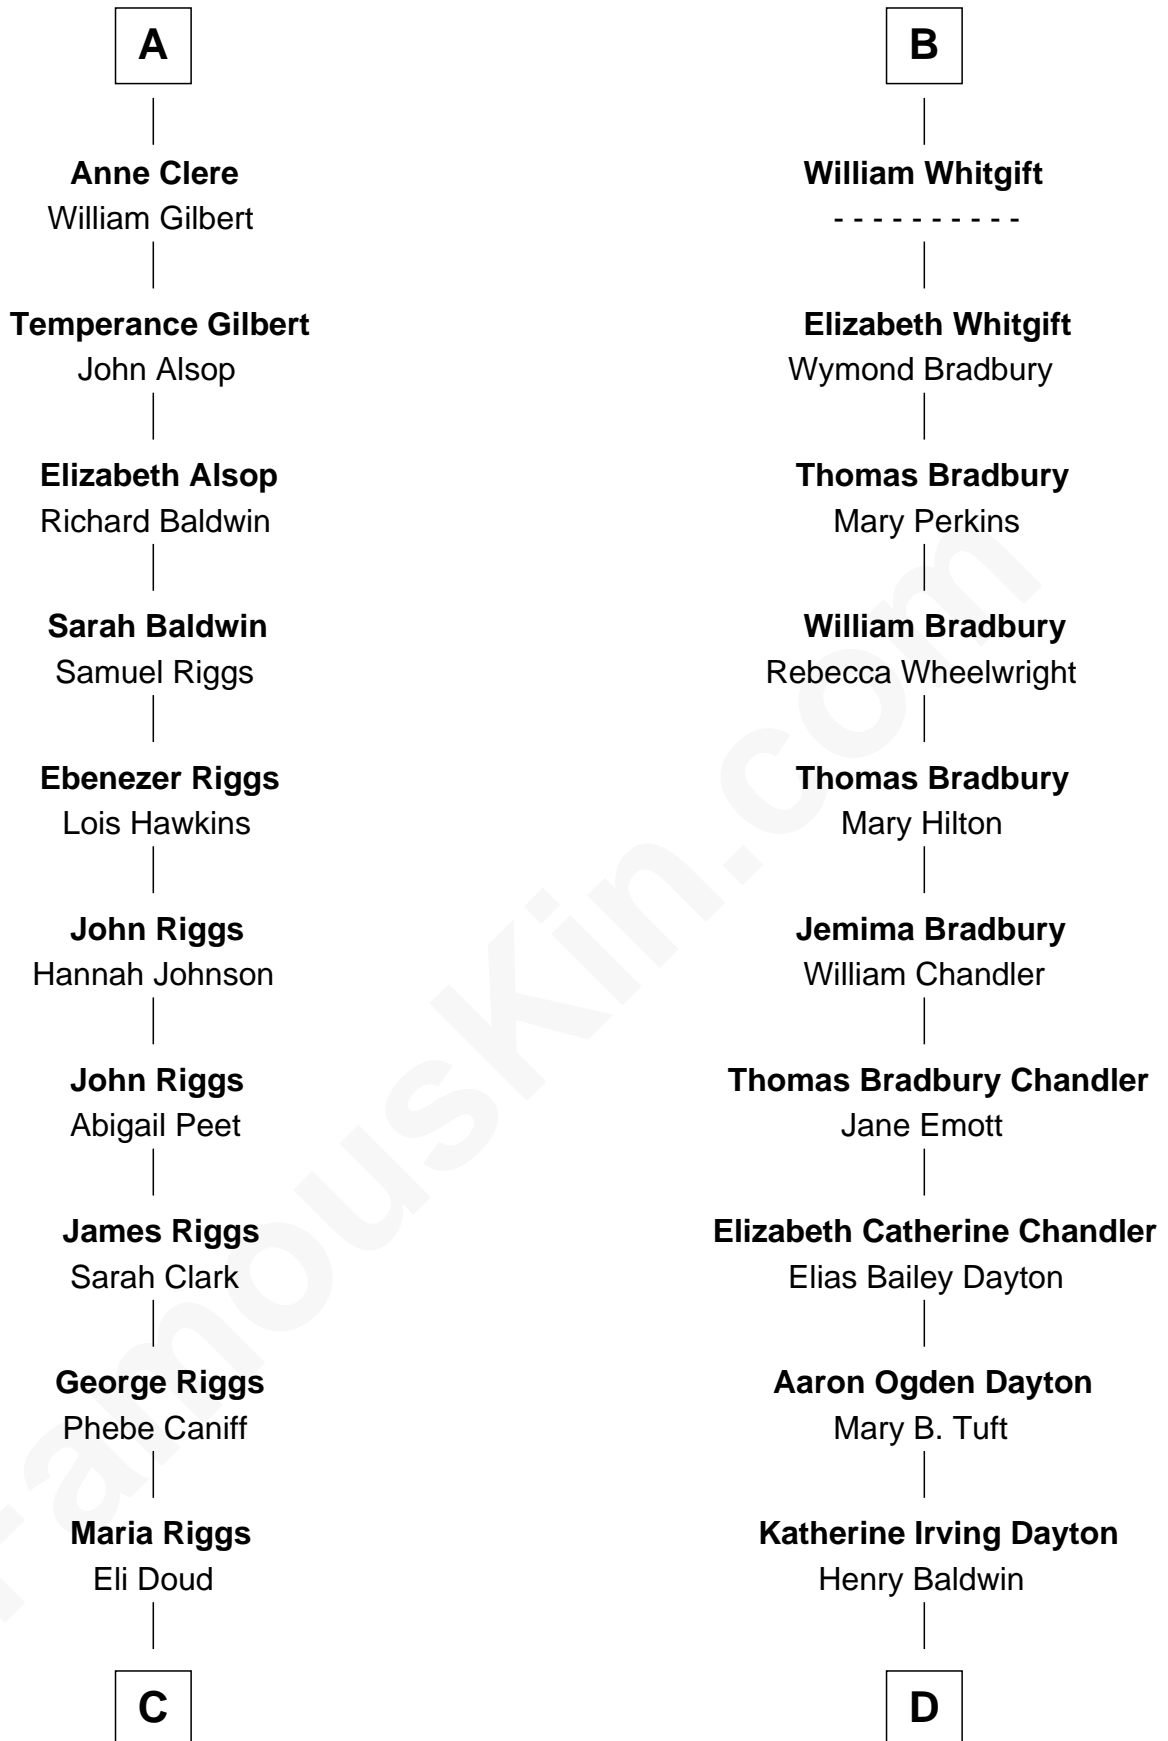 A
Anne Clere
William Gilbert
Temperance Gilbert
John Alsop
Elizabeth Alsop
Richard Baldwin
Sarah Baldwin
Samuel Riggs
Ebenezer Riggs
Lois Hawkins
John Riggs
Hannah Johnson
John Riggs
Abigail Peet
James Riggs
Sarah Clark
George Riggs
Phebe Caniff
Maria Riggs
Eli Doud
C
B
William Whitgift
- - - - - - - - - -
Elizabeth Whitgift
Wymond Bradbury
Thomas Bradbury
Mary Perkins
William Bradbury
Rebecca Wheelwright
Thomas Bradbury
Mary Hilton
Jemima Bradbury
William Chandler
Thomas Bradbury Chandler
Jane Emott
Elizabeth Catherine Chandler
Elias Bailey Dayton
Aaron Ogden Dayton
Mary B. Tuft
Katherine Irving Dayton
Henry Baldwin
D
FamousKin.com